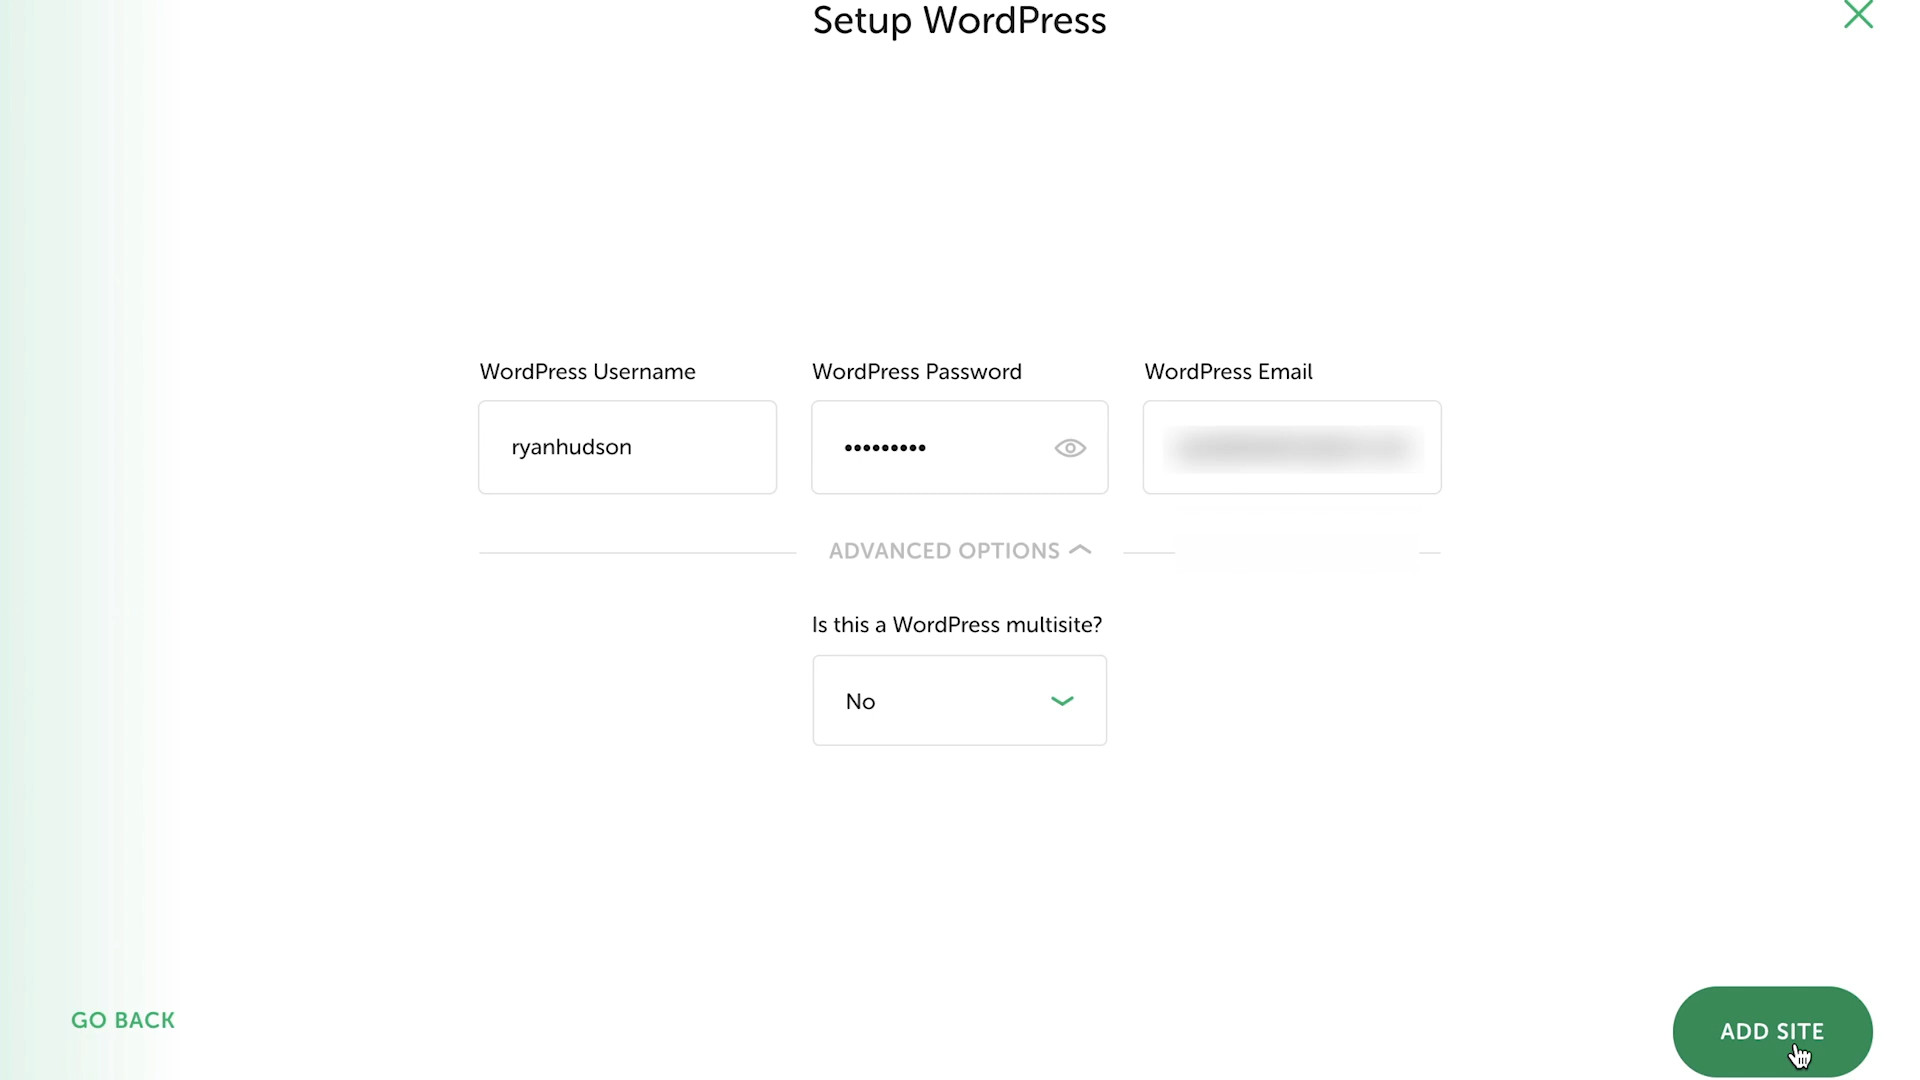 Setup WordPress
WordPress Username
WordPress Password
WordPress Email
ryanhudson
•••••••••
ADVANCED OPTIONS
Is this a WordPress multisite?
No
GO BACK
ADD SITE